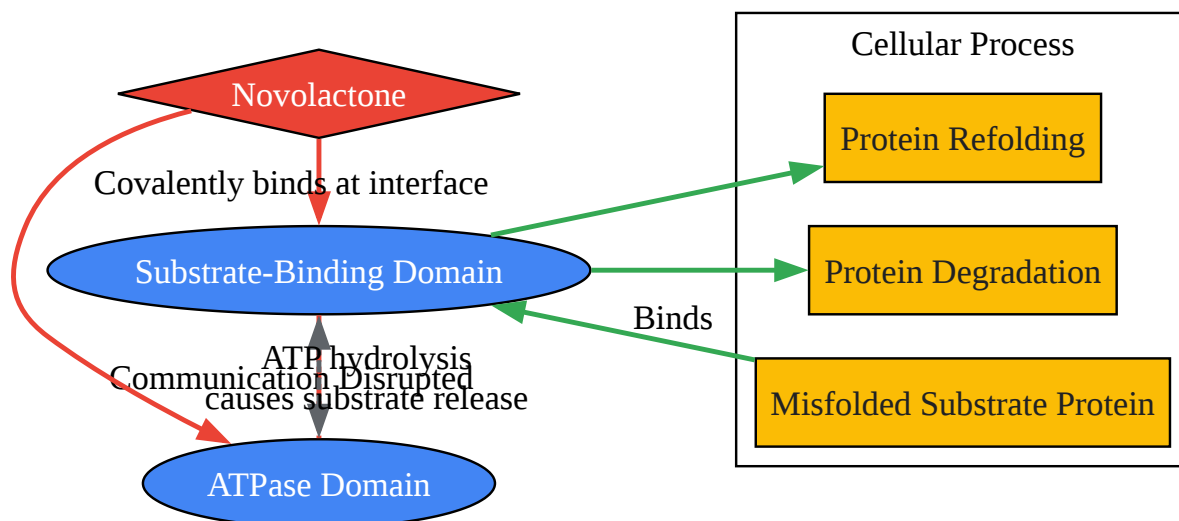 Cellular Process
Novolactone
Protein Refolding
Covalently binds at interface
Substrate-Binding Domain
Protein Degradation
Binds
ATP hydrolysis
causes substrate release
Communication Disrupted
Misfolded Substrate Protein
ATPase Domain